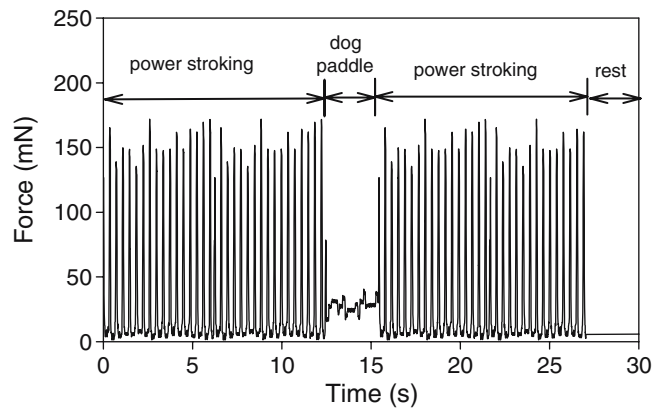 250
200
150
100
50
0
Force (mN)
power stroking
dog
paddle
power stroking
rest
0 5 10 15 20 25 30
Time (s)